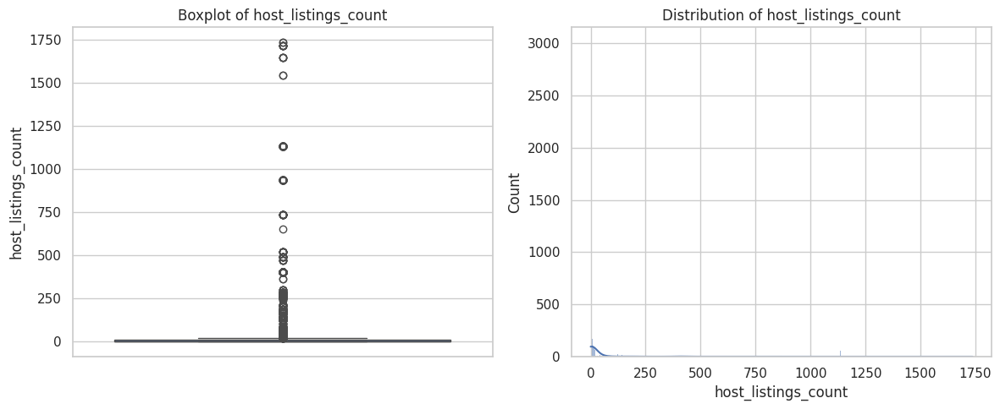 Boxplot of host_listings_count
host_listings_count
1750
1500
1250
1000
750
500
250
0
Distribution of host_listings_count
Count
3000
2500
2000
1500
1000
500
0
0 250 500 750 1000 1250 1500 1750
host_listings_count